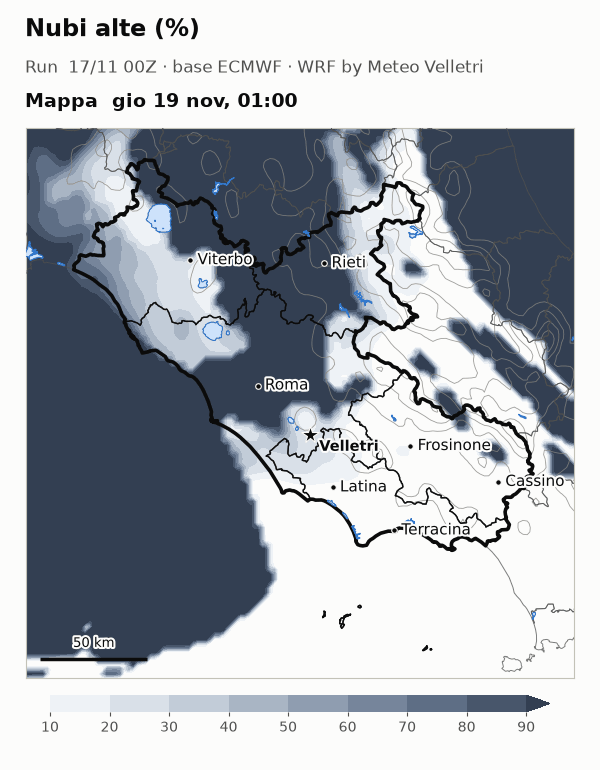 Nubi alte (%)
Run  17/11 00Z · base ECMWF · WRF by Meteo Velletri
Mappa  gio 19 nov, 01:00
Viterbo
Rieti
Roma
Velletri
Frosinone
Cassino
Latina
Terracina
50 km
10 20 30 40 50 60 70 80 90